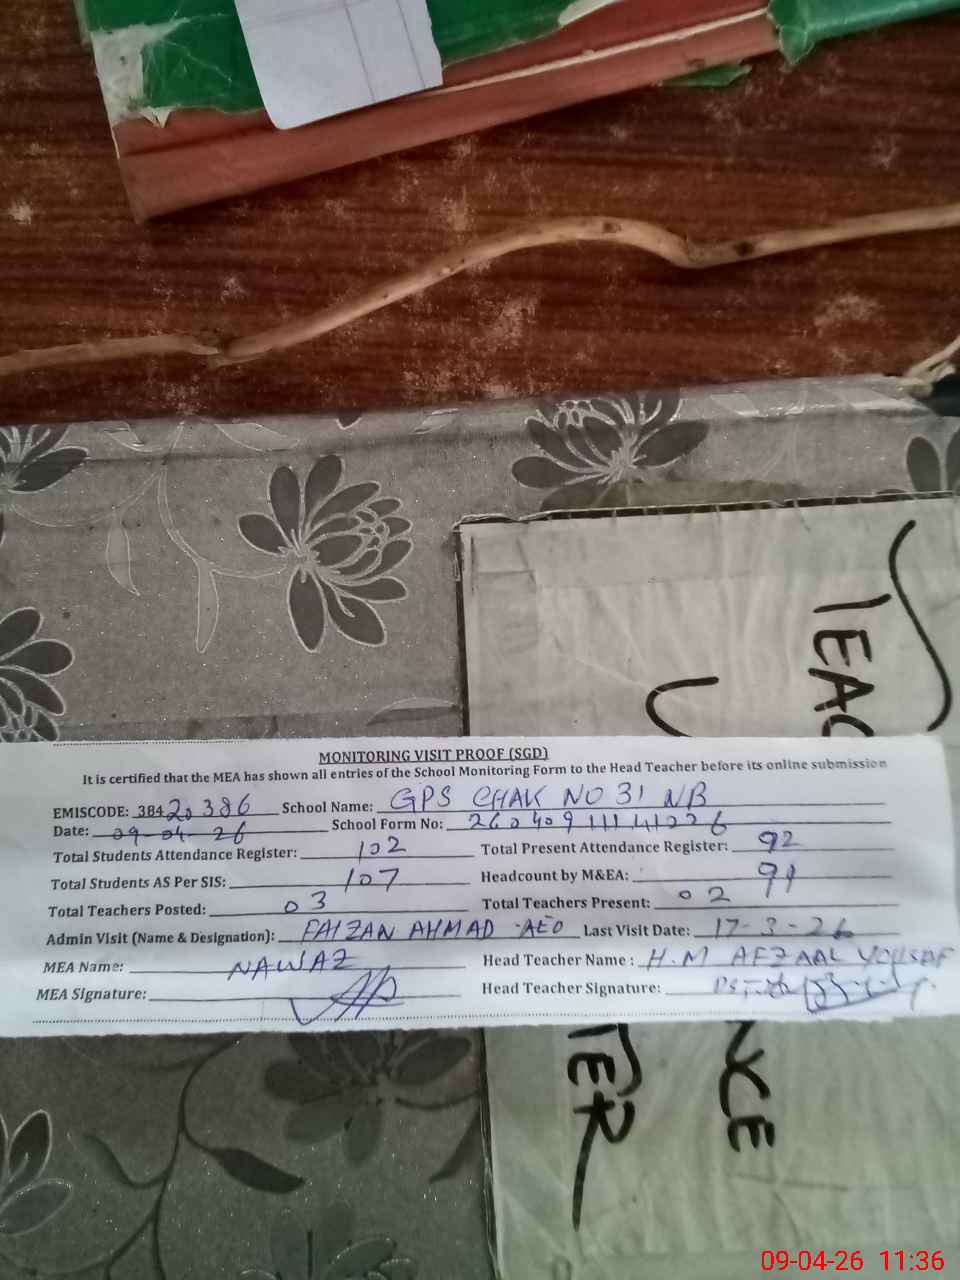 TEAC
NCE
TER
MONITORING VISIT PROOF (SGD)
It is certified that the MEA has shown all entries of the School Monitoring Form to the Head Teacher before its online submission
EMISCODE: 38420386 School Name: GPS CHAK NO 31 NB
Date: 09-04-26 School Form No: 26040911141026
Total Students Attendance Register: 102 Total Present Attendance Register: 92
Total Students AS Per SIS: 107 Headcount by M&EA: 91
Total Teachers Posted: 03 Total Teachers Present: 02
Admin Visit (Name & Designation): FAIZAN AHMAD -AEO Last Visit Date: 17-3-26
MEA Name: NAWAZ Head Teacher Name : H.M AFZAAL YOUSAF
MEA Signature: Head Teacher Signature:
09-04-26 11:36